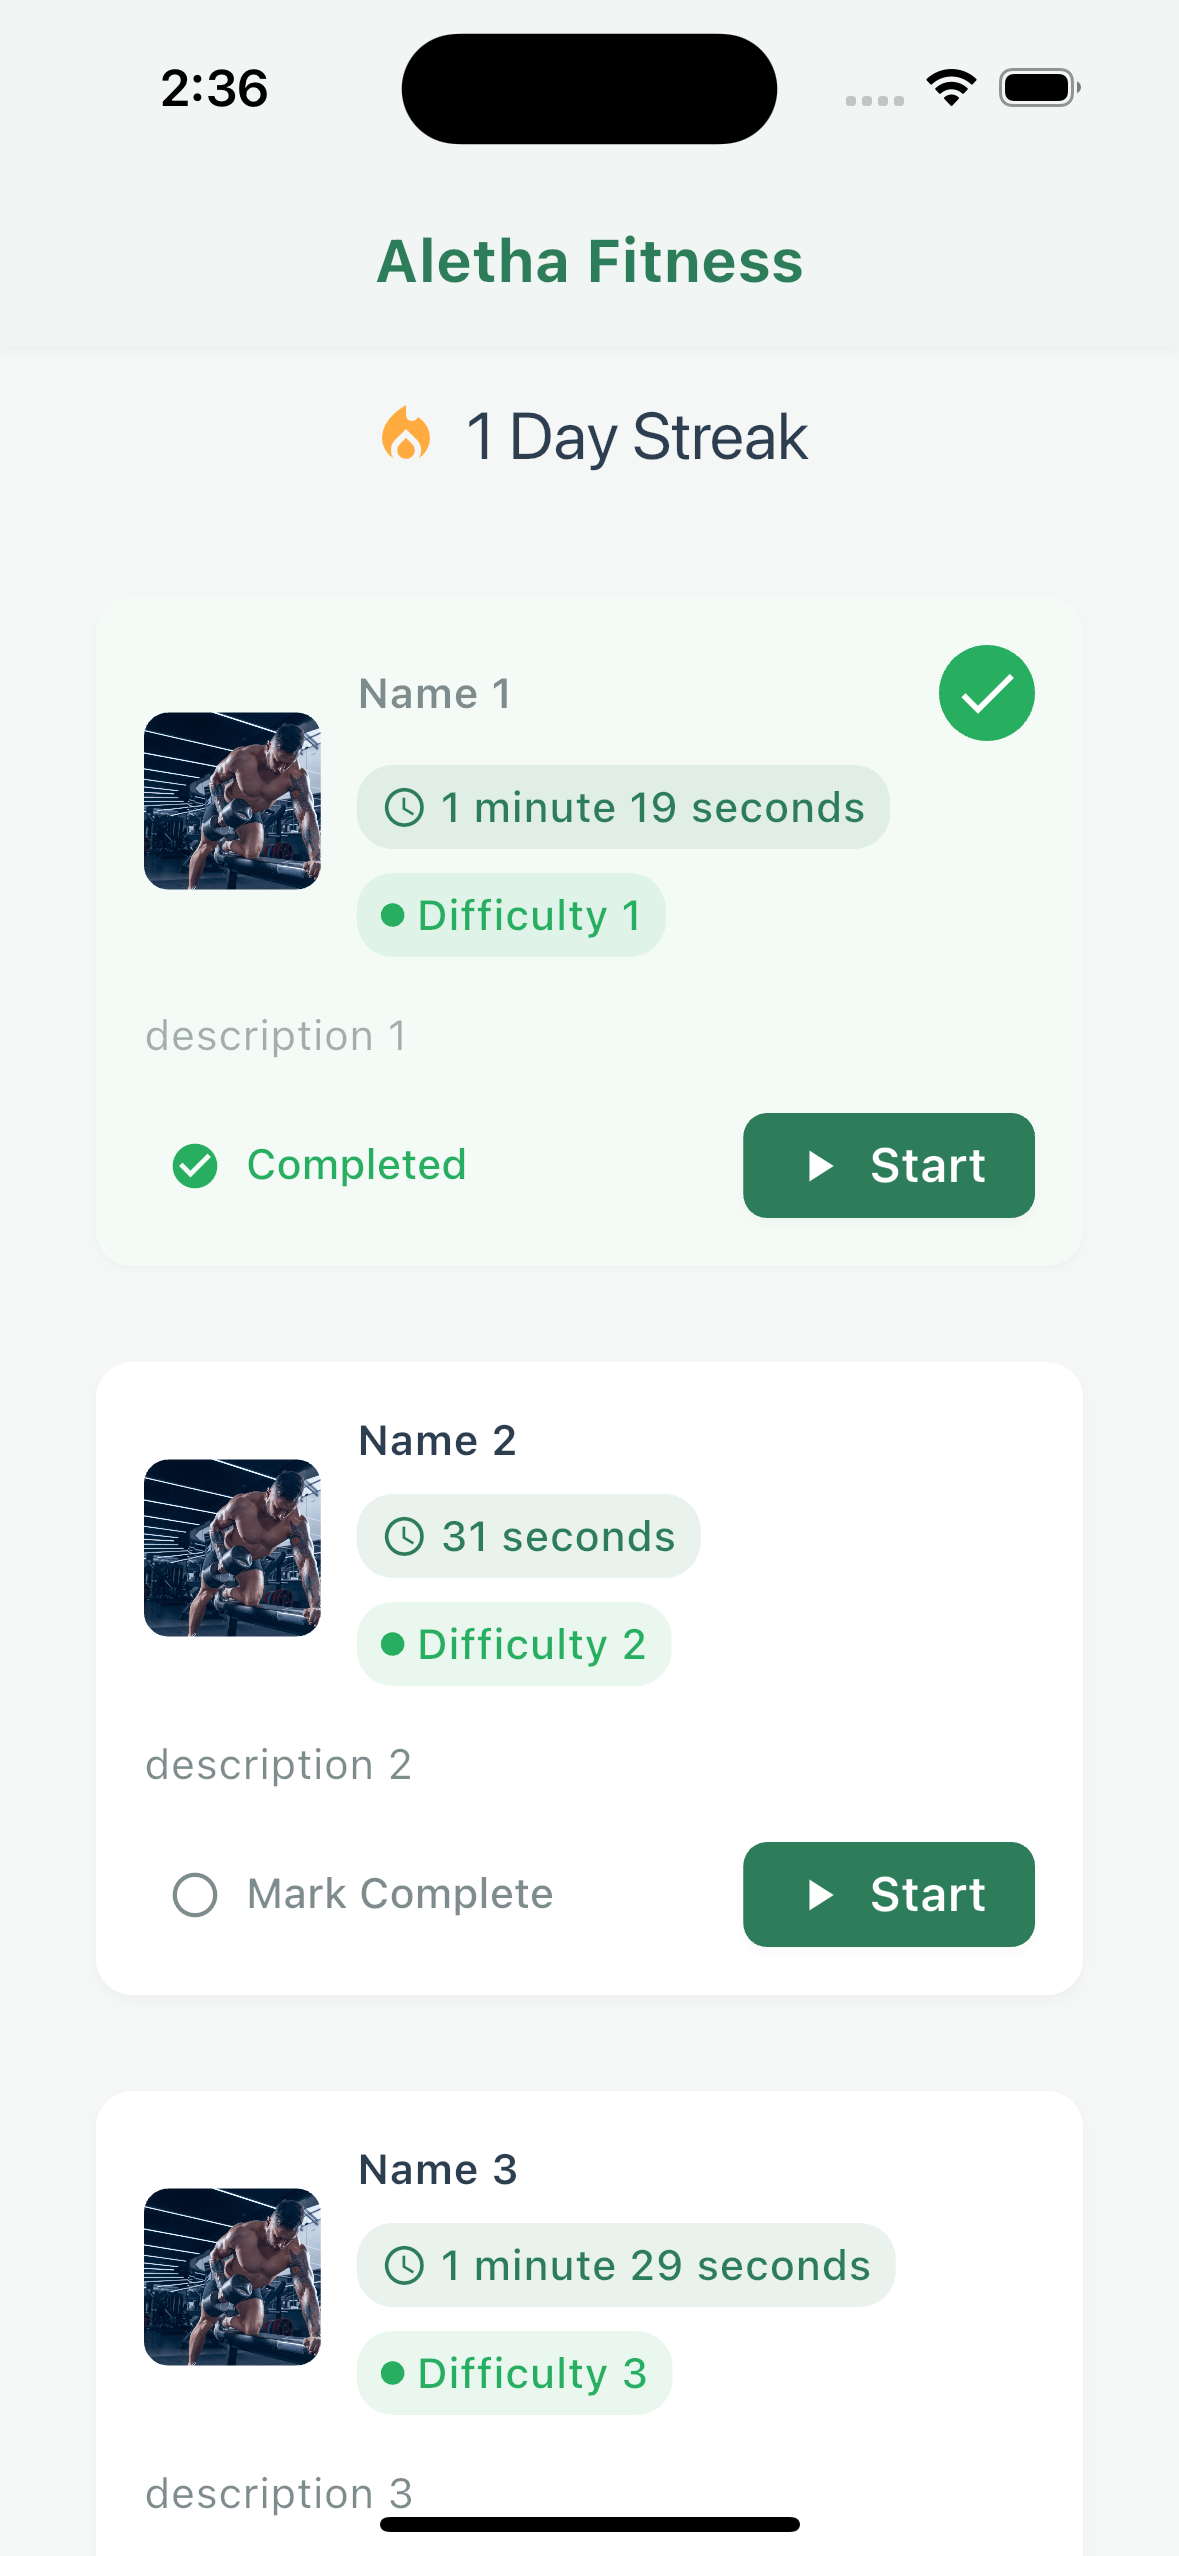 2:36
Aletha Fitness
1 Day Streak
Name 1
1 minute 19 seconds
Difficulty 1
description 1
Completed
Start
Name 2
31 seconds
Difficulty 2
description 2
Mark Complete
Start
Name 3
1 minute 29 seconds
Difficulty 3
description 3